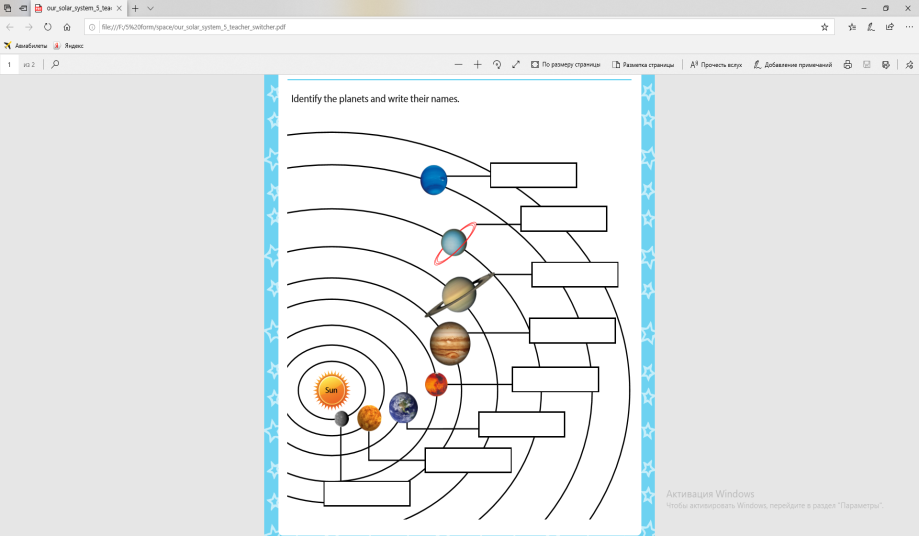 our_solar_system_5_tea
file:///F:/5%20form/space/our_solar_system_5_teacher_switcher.pdf
Авиабилеты Яндекс
1 из 2 По размеру страницы Разметка страницы Прочесть вслух Добавление примечаний
Identify the planets and write their names.
Sun
Активация Windows
Чтобы активировать Windows, перейдите в раздел "Параметры".